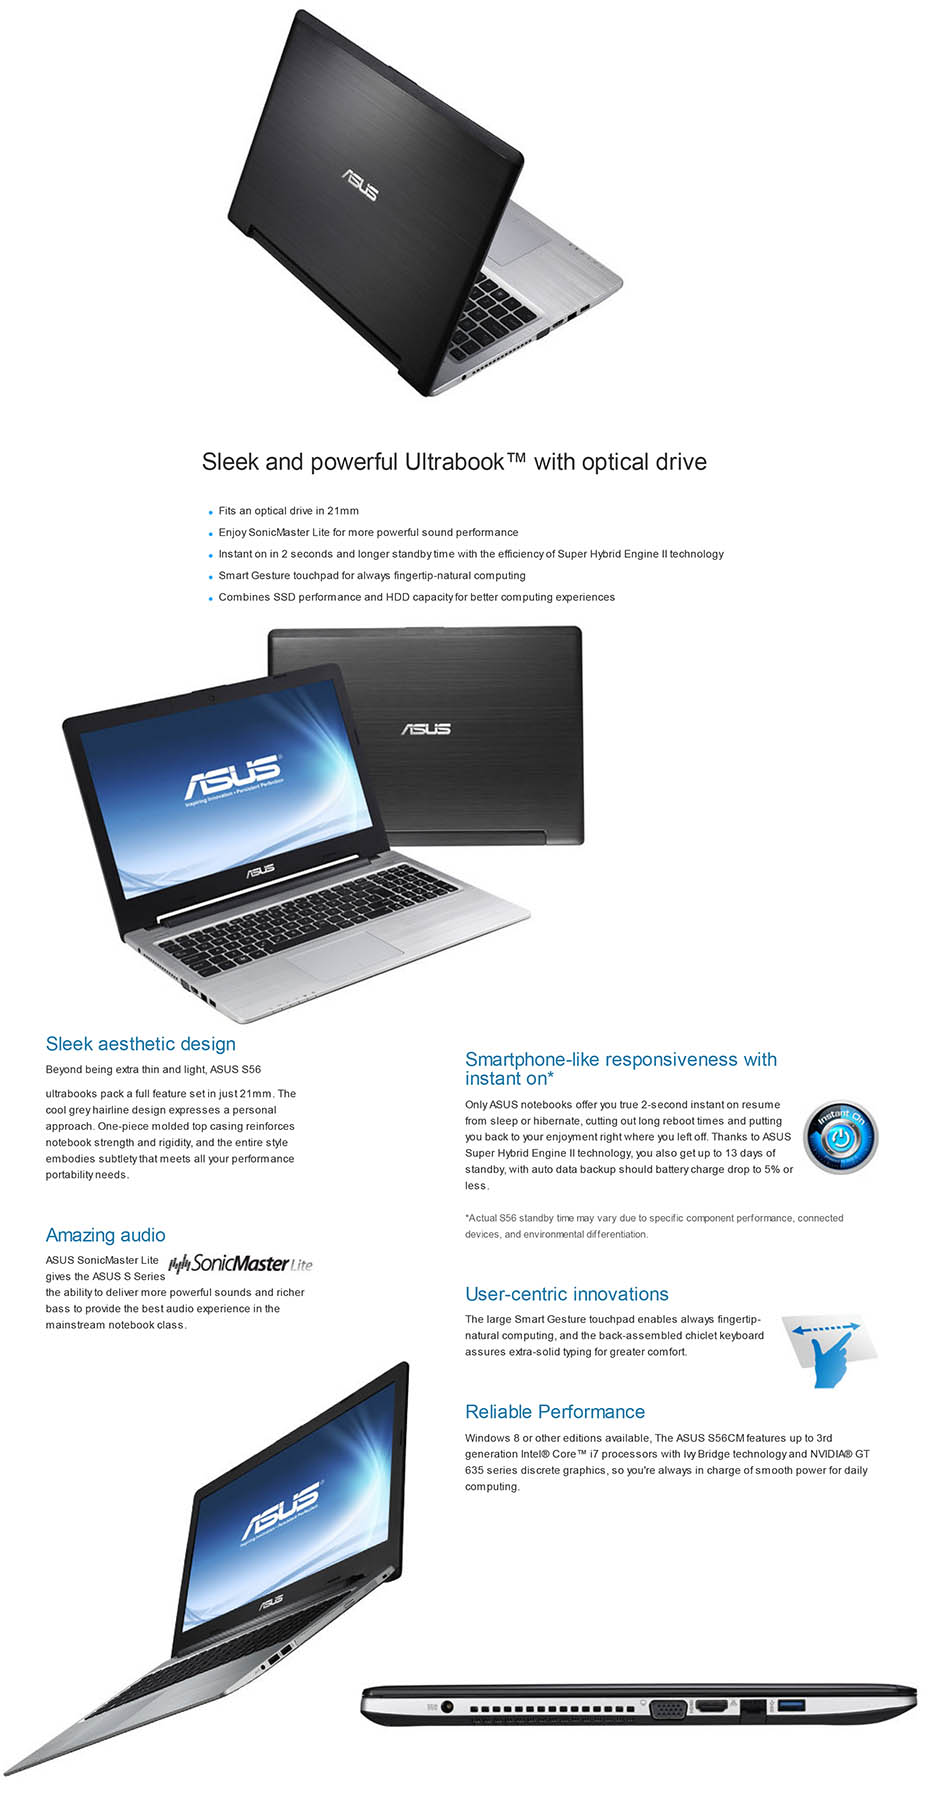 ASUS
Sleek and powerful Ultrabook™ with optical drive
Fits an optical drive in 21mm
Enjoy SonicMaster Lite for more powerful sound performance
Instant on in 2 seconds and longer standby time with the efficiency of Super Hybrid Engine II technology
Smart Gesture touchpad for always fingertip-natural computing
Combines SSD performance and HDD capacity for better computing experiences
ASUS
ASUS
Inspiring Innovation • Persistent Perfection
ASUS
Sleek aesthetic design
Beyond being extra thin and light, ASUS S56
ultrabooks pack a full feature set in just 21mm. The
cool grey hairline design expresses a personal
approach. One-piece molded top casing reinforces
notebook strength and rigidity, and the entire style
embodies subtlety that meets all your performance
portability needs.
Amazing audio
ASUS SonicMaster Lite
SonicMaster Lite
gives the ASUS S Series
the ability to deliver more powerful sounds and richer
bass to provide the best audio experience in the
mainstream notebook class.
Smartphone-like responsiveness with
instant on*
Only ASUS notebooks offer you true 2-second instant on resume
from sleep or hibernate, cutting out long reboot times and putting
you back to your enjoyment right where you left off. Thanks to ASUS
Super Hybrid Engine II technology, you also get up to 13 days of
standby, with auto data backup should battery charge drop to 5% or
less.
Instant On
*Actual S56 standby time may vary due to specific component performance, connected
devices, and environmental differentiation.
User-centric innovations
The large Smart Gesture touchpad enables always fingertip-
natural computing, and the back-assembled chiclet keyboard
assures extra-solid typing for greater comfort.
Reliable Performance
Windows 8 or other editions available, The ASUS S56CM features up to 3rd
generation Intel® Core™ i7 processors with Ivy Bridge technology and NVIDIA® GT
635 series discrete graphics, so you're always in charge of smooth power for daily
computing.
ASUS
Inspiring Innovation • Persistent Perfection
ASUS